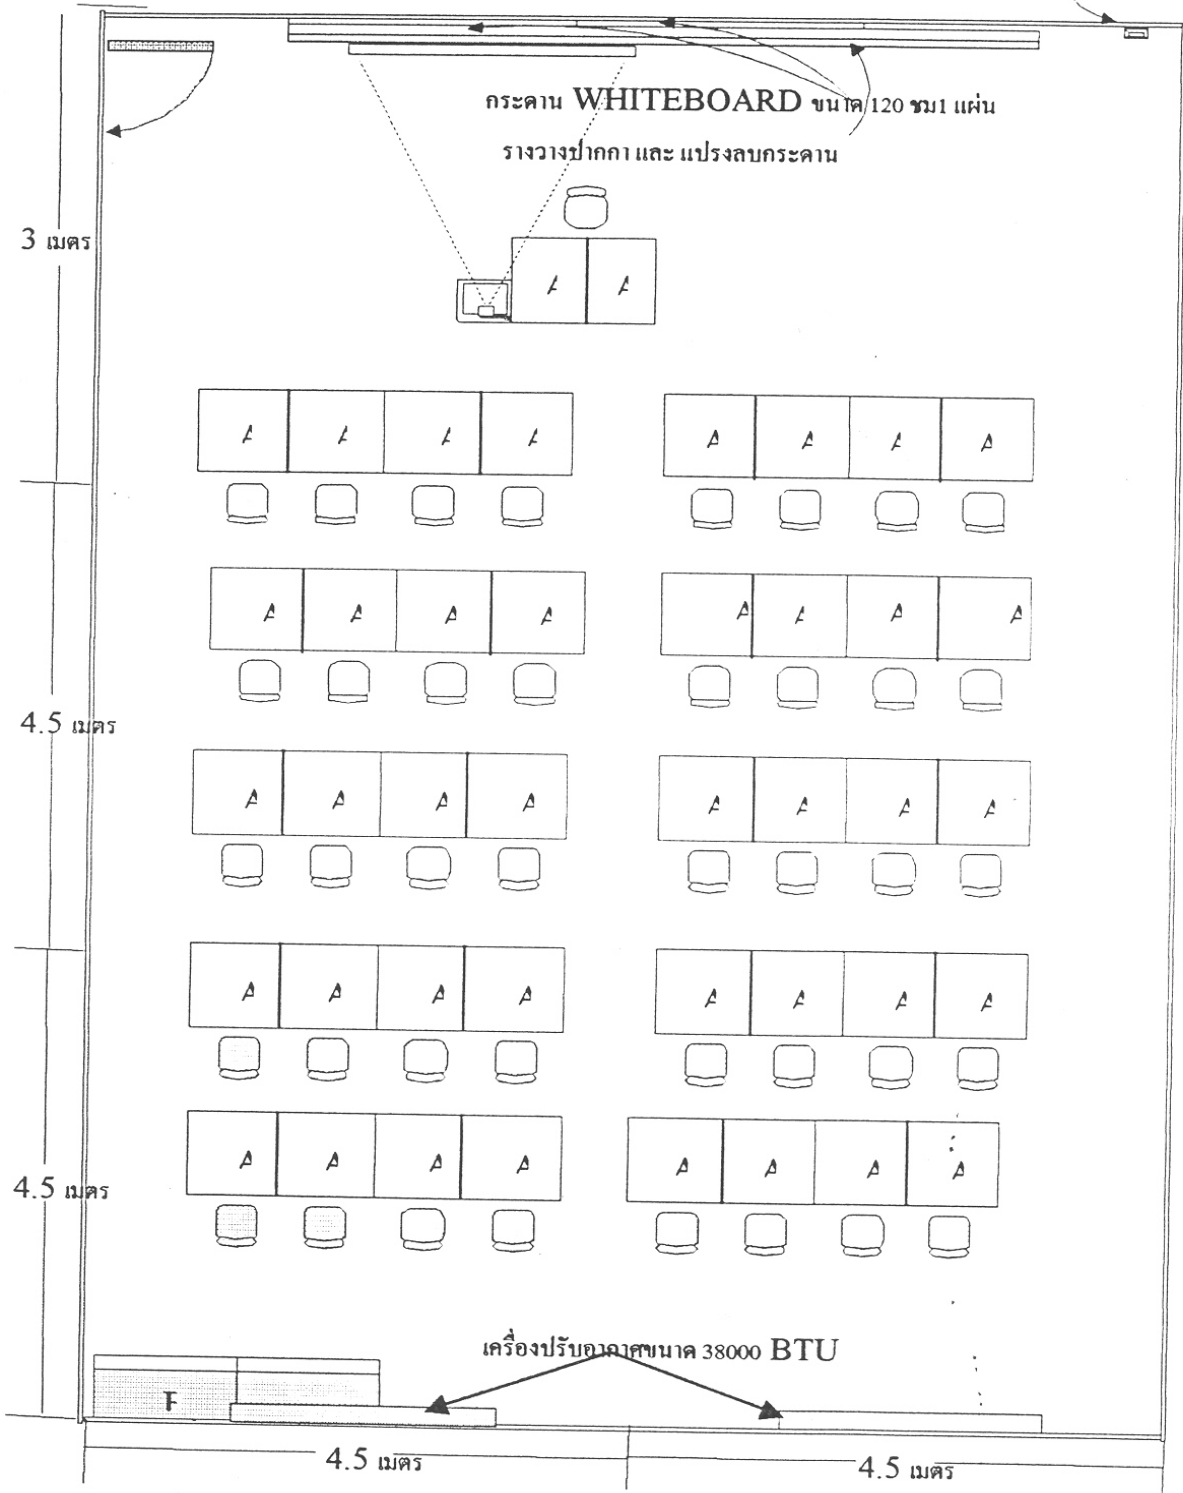 กระดาน WHITEBOARD ขนาด 120 ซม1 แผ่น
รางวางปากกา และ แปรงลบกระดาน
3 เมตร
A A
A A A A A A A A
A A A A A A A A
4.5 เมตร
A A A A A A A A
A A A A A A A A
A A A A A A A A
4.5 เมตร
เครื่องปรับอากาศขนาด 38000 BTU
F
4.5 เมตร 4.5 เมตร